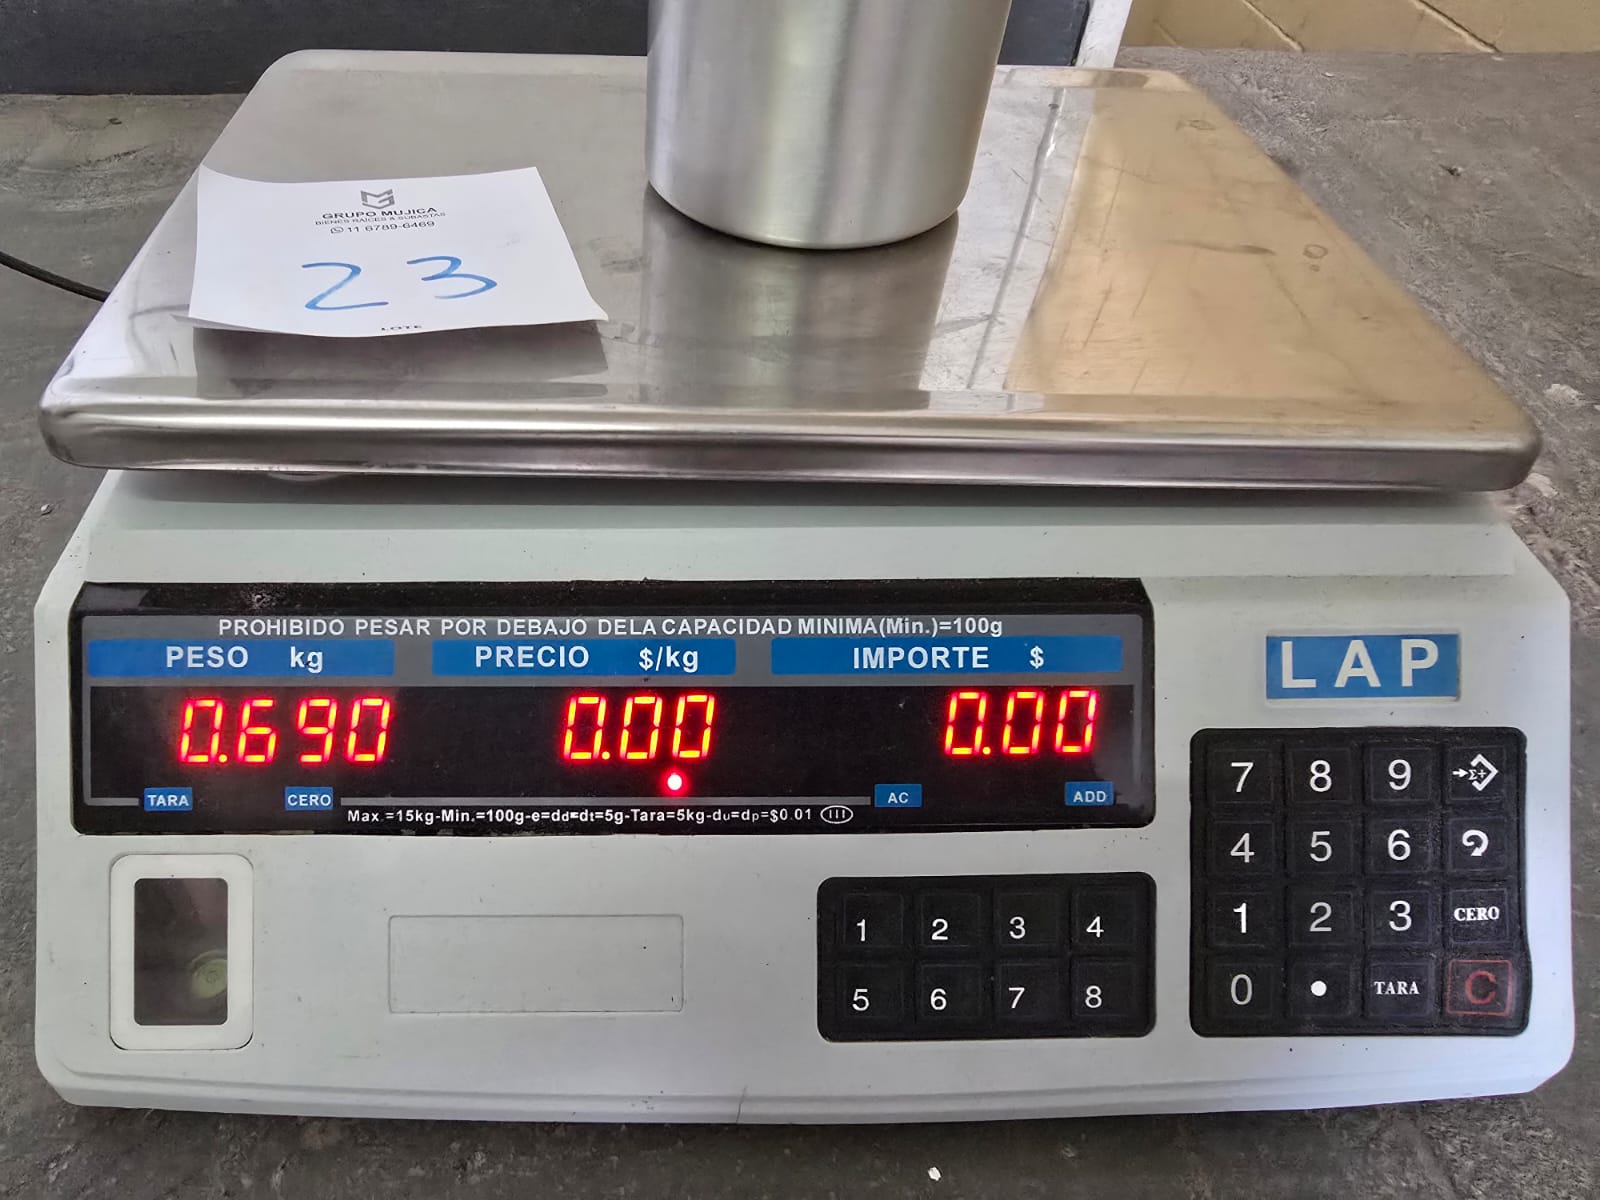 GRUPO MUJICA
BIENES RAÍCES & SUBASTAS
11 6789-6469
23
LOTE
PROHIBIDO PESAR POR DEBAJO DE LA CAPACIDAD MINIMA(Min.)=100g
PESO kg PRECIO $/kg IMPORTE $
0.690 0.00 0.00
TARA CERO AC ADD
Max.=15kg-Min.=100g-e=dd=dt=5g-Tara=5kg-du=dp=$0.01 III
LAP
7 8 9 →Σ+
4 5 6
1 2 3 CERO
0 . TARA C
1 2 3 4
5 6 7 8